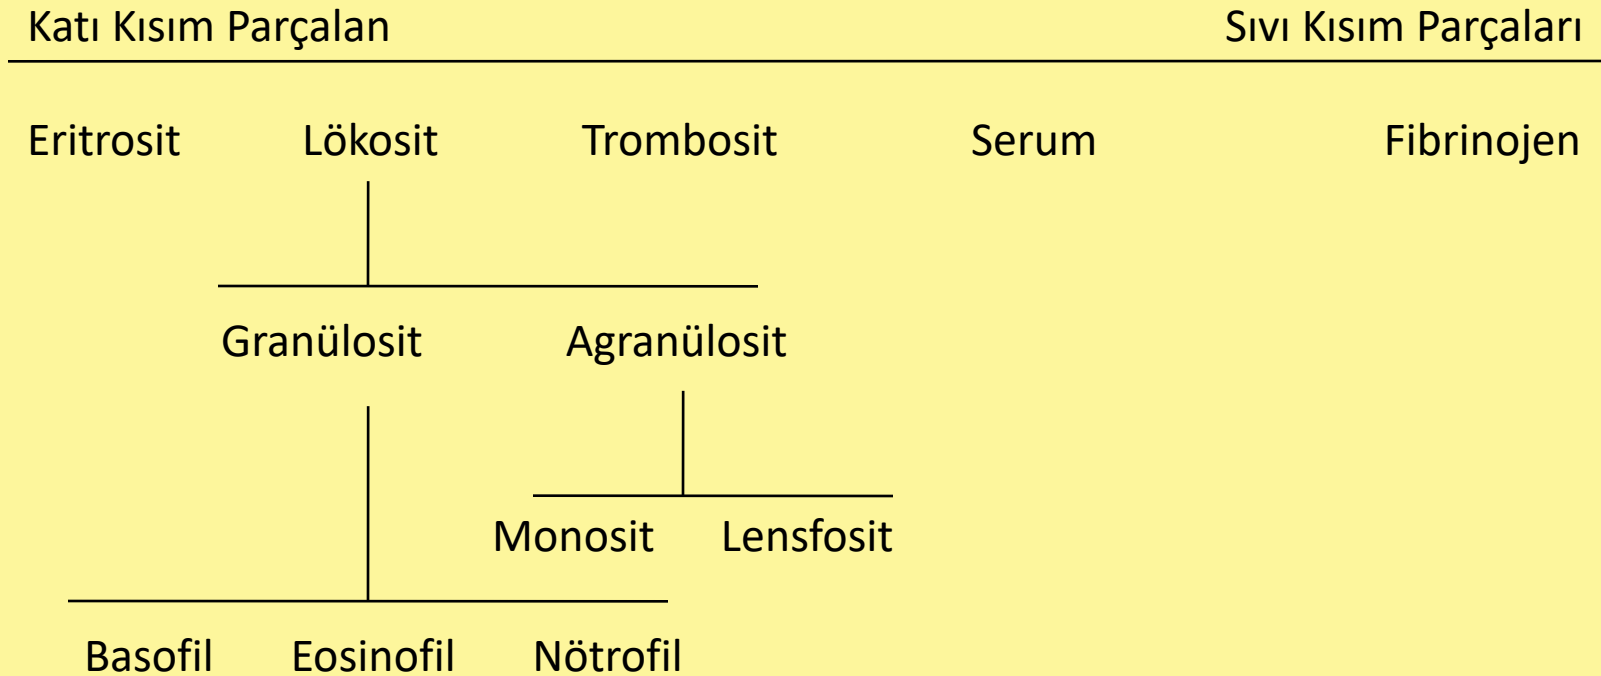 Katı Kısım Parçalan Sıvı Kısım Parçaları
Eritrosit Lökosit Trombosit Serum Fibrinojen
Granülosit Agranülosit
Monosit Lensfosit
Basofil Eosinofil Nötrofil